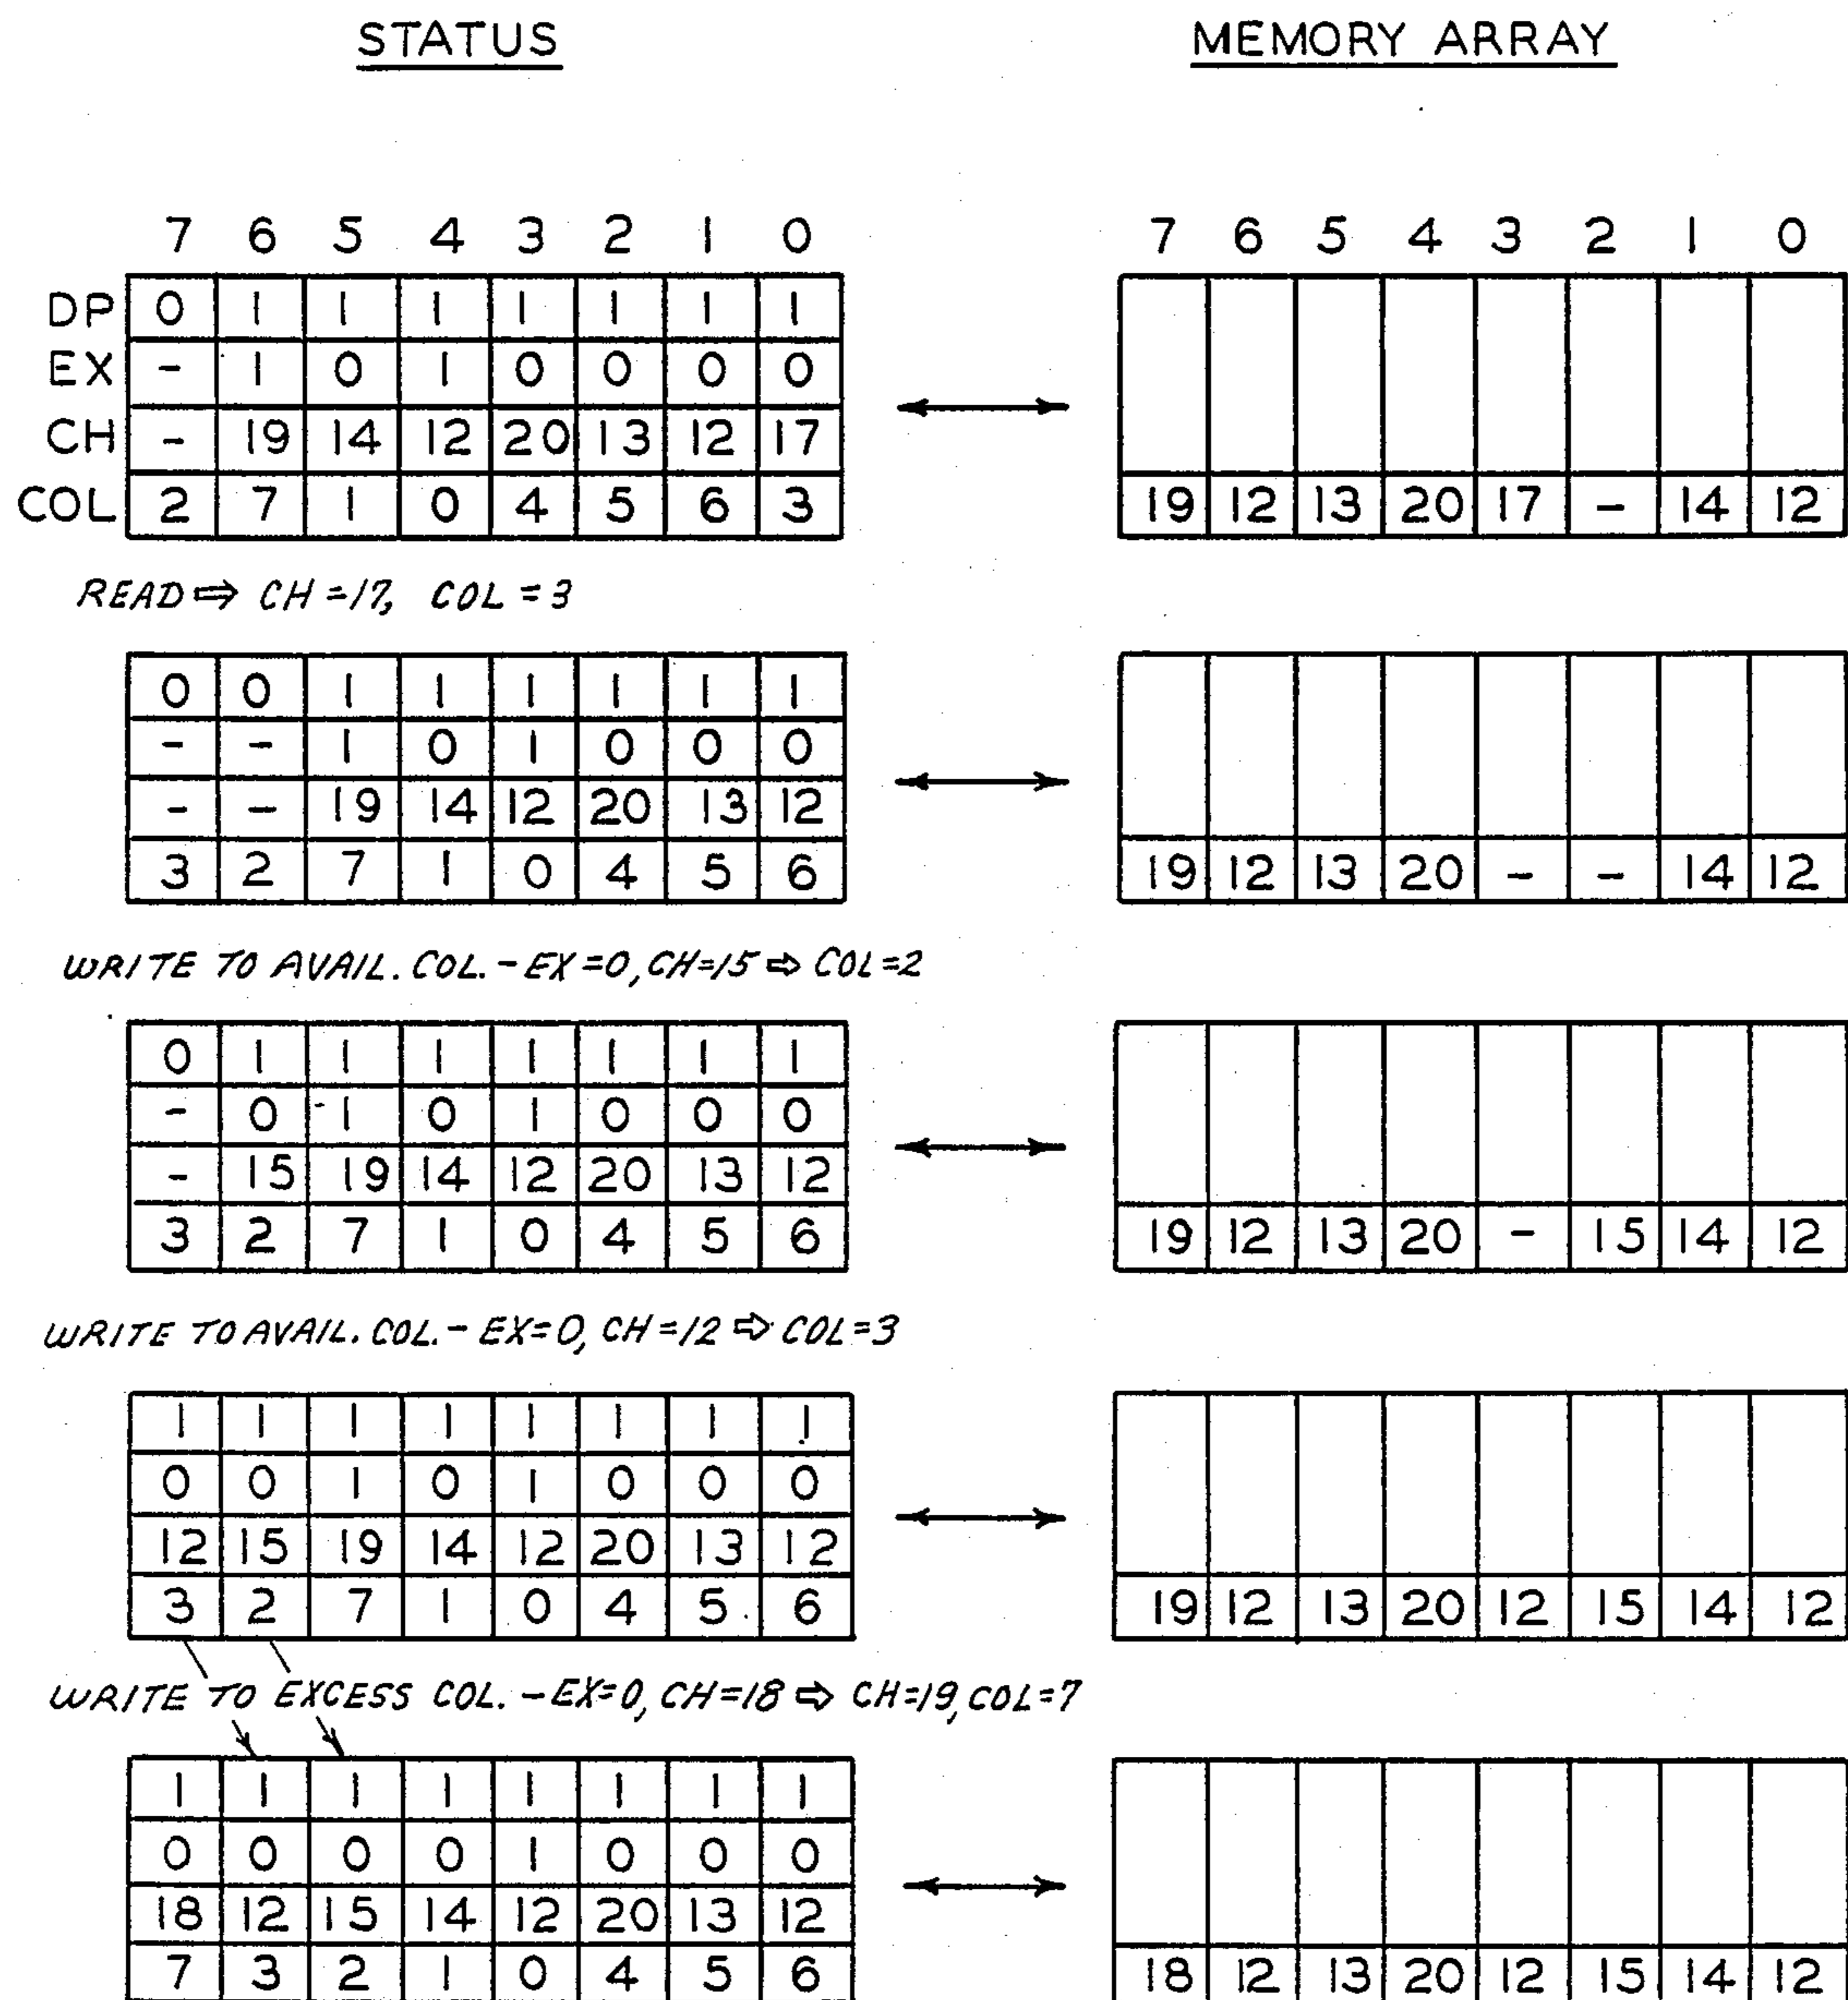 STATUS MEMORY ARRAY
7 6 5 4 3 2 1 0 7 6 5 4 3 2 1 0
DP 0 1 1 1 1 1 1 1
EX - 1 0 1 0 0 0 0
CH - 19 14 12 20 13 12 17
COL 2 7 1 0 4 5 6 3 19 12 13 20 17 - 14 12
READ ⇒ CH=17, COL=3
0 0 1 1 1 1 1 1
- - 1 0 1 0 0 0
- - 19 14 12 20 13 12
3 2 7 1 0 4 5 6 19 12 13 20 - - 14 12
WRITE TO AVAIL. COL. - EX=0, CH=15 ⇒ COL=2
0 1 1 1 1 1 1 1
- 0 1 0 1 0 0 0
- 15 19 14 12 20 13 12
3 2 7 1 0 4 5 6 19 12 13 20 - 15 14 12
WRITE TO AVAIL. COL. - EX=0, CH=12 ⇒ COL=3
1 1 1 1 1 1 1 1
0 0 1 0 1 0 0 0
12 15 19 14 12 20 13 12
3 2 7 1 0 4 5 6 19 12 13 20 12 15 14 12
WRITE TO EXCESS COL. - EX=0, CH=18 ⇒ CH=19, COL=7
1 1 1 1 1 1 1 1
0 0 0 0 1 0 0 0
18 12 15 14 12 20 13 12
7 3 2 1 0 4 5 6 18 12 13 20 12 15 14 12